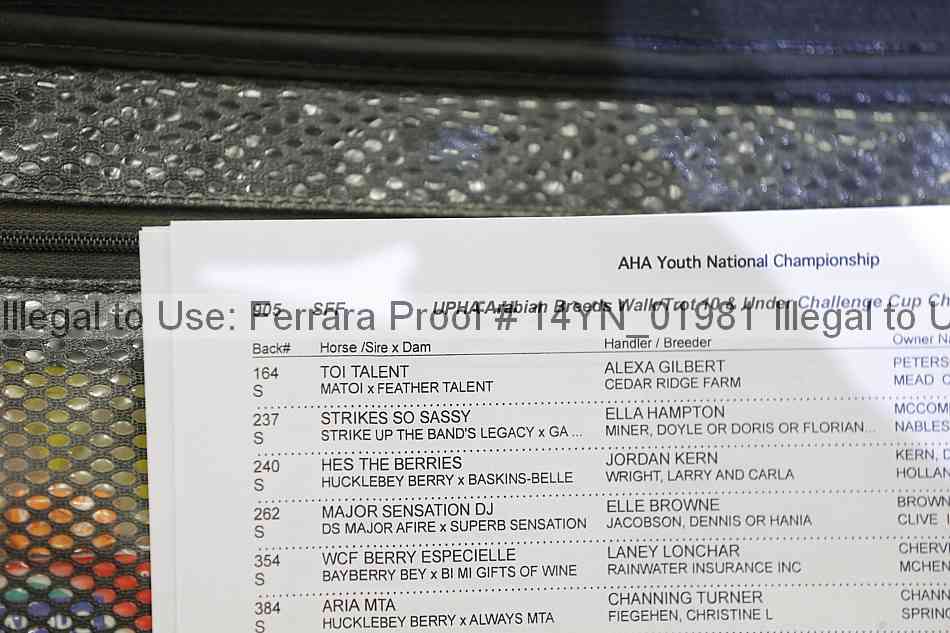 AHA Youth National Championship
905 SFF UPHA Arabian Breeds Walk/Trot 10 & Under Challenge Cup Ch
Illegal to Use: Ferrara Proof # 14YN_01981 Illegal to U
Back# Horse /Sire x Dam Handler / Breeder Owner Na
164 TOI TALENT ALEXA GILBERT PETERS
S MATOI x FEATHER TALENT CEDAR RIDGE FARM MEAD C
237 STRIKES SO SASSY ELLA HAMPTON MCCOM
S STRIKE UP THE BAND'S LEGACY x GA ... MINER, DOYLE OR DORIS OR FLORIAN... NABLES
240 HES THE BERRIES JORDAN KERN KERN, D
S HUCKLEBEY BERRY x BASKINS-BELLE WRIGHT, LARRY AND CARLA HOLLAN
262 MAJOR SENSATION DJ ELLE BROWNE BROWN
S DS MAJOR AFIRE x SUPERB SENSATION JACOBSON, DENNIS OR HANIA CLIVE
354 WCF BERRY ESPECIELLE LANEY LONCHAR CHERV
S BAYBERRY BEY x BI MI GIFTS OF WINE RAINWATER INSURANCE INC MCHEN
384 ARIA MTA CHANNING TURNER CHANN
S HUCKLEBEY BERRY x ALWAYS MTA FIEGEHEN, CHRISTINE L SPRING